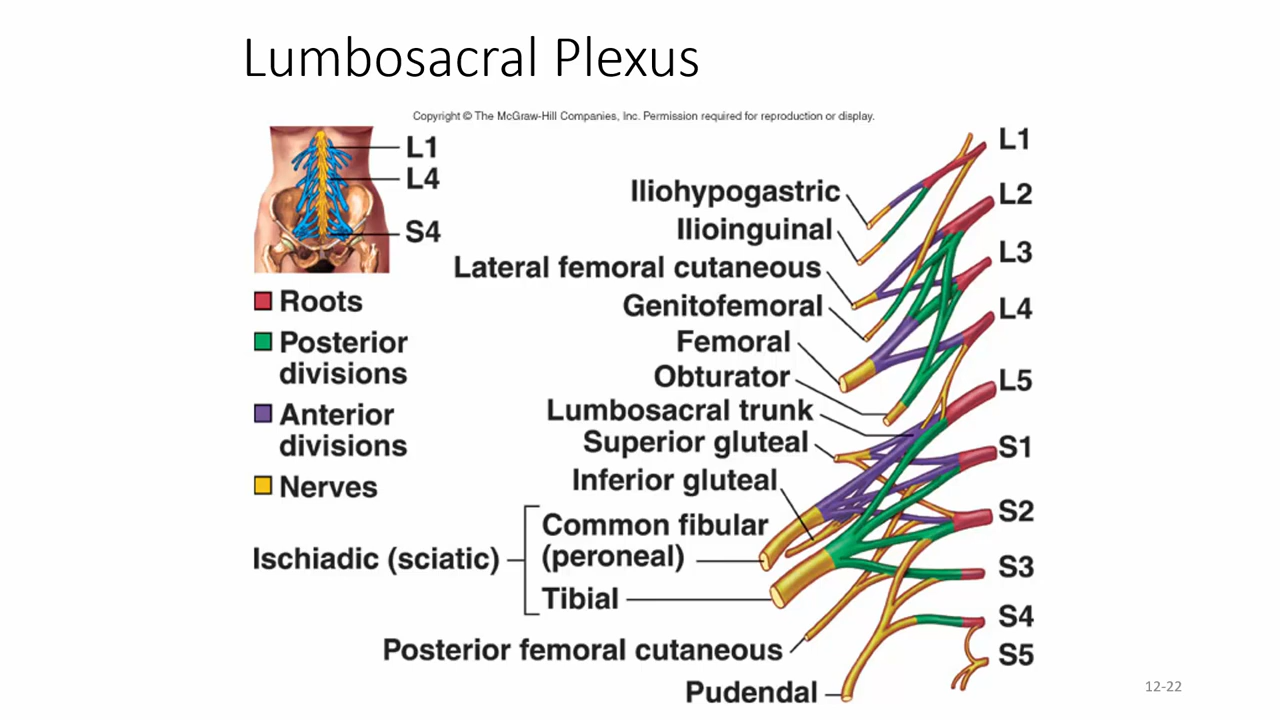 Lumbosacral Plexus
Copyright © The McGraw-Hill Companies, Inc. Permission required for reproduction or display.
L1
L4
S4
Roots
Posterior
divisions
Anterior
divisions
Nerves
Iliohypogastric
Ilioinguinal
Lateral femoral cutaneous
Genitofemoral
Femoral
Obturator
Lumbosacral trunk
Superior gluteal
Inferior gluteal
Ischiadic (sciatic)
Common fibular
(peroneal)
Tibial
Posterior femoral cutaneous
Pudendal
L1
L2
L3
L4
L5
S1
S2
S3
S4
S5
12-22